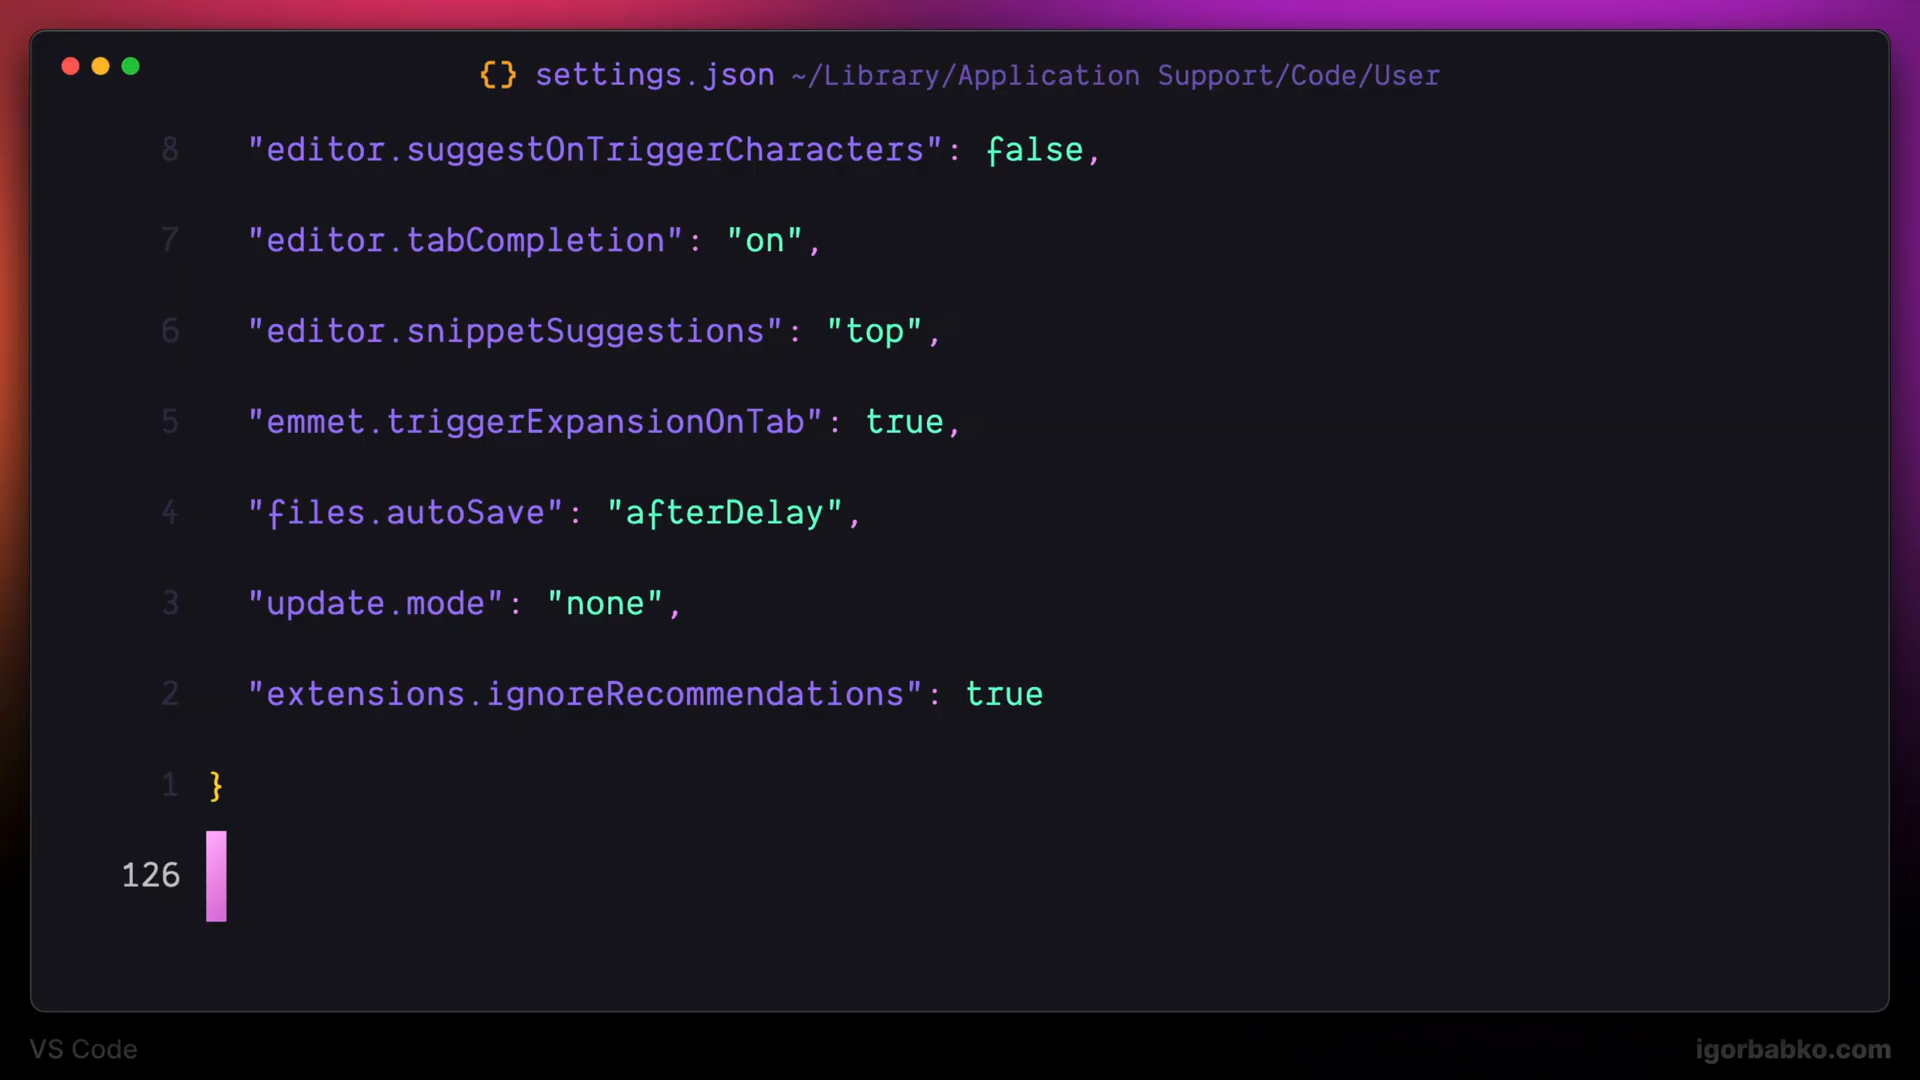 {} settings.json ~/Library/Application Support/Code/User
8 "editor.suggestOnTriggerCharacters": false,
7 "editor.tabCompletion": "on",
6 "editor.snippetSuggestions": "top",
5 "emmet.triggerExpansionOnTab": true,
4 "files.autoSave": "afterDelay",
3 "update.mode": "none",
2 "extensions.ignoreRecommendations": true
1 }
126
VS Code
igorbabko.com